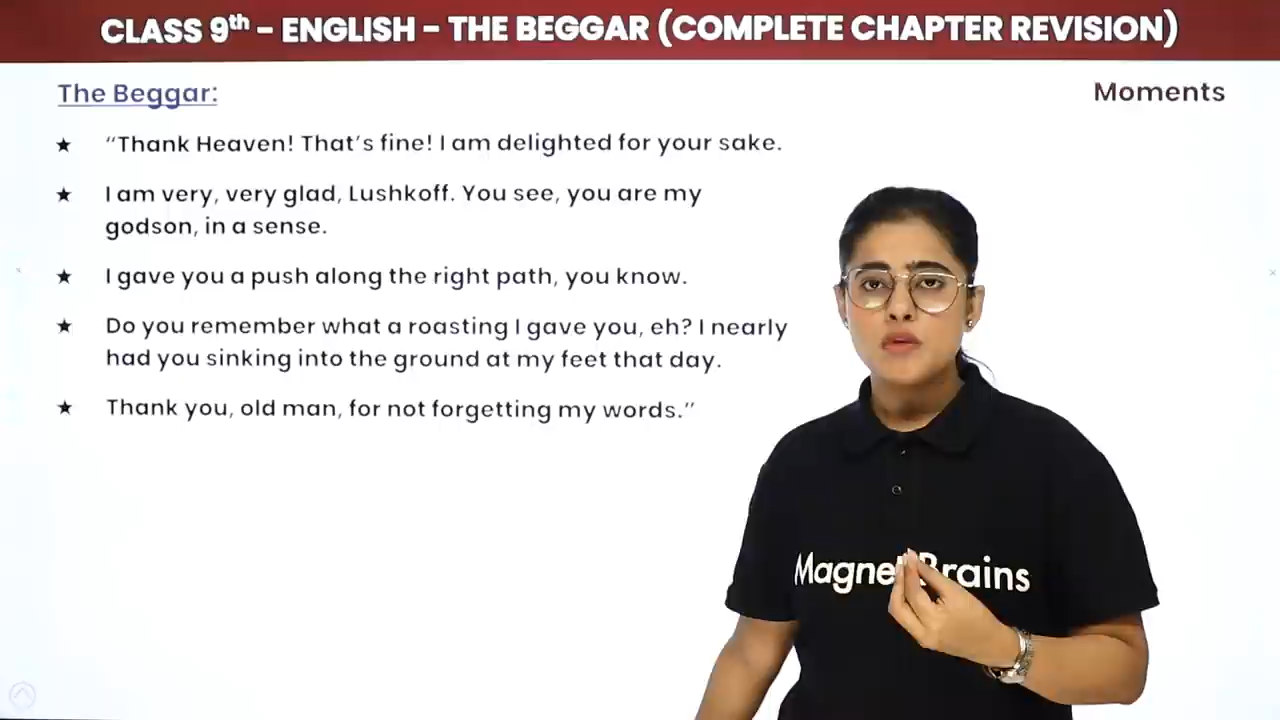 CLASS 9th – ENGLISH – THE BEGGAR (COMPLETE CHAPTER REVISION)
The Beggar:
Moments
★ “Thank Heaven! That’s fine! I am delighted for your sake.
★ I am very, very glad, Lushkoff. You see, you are my
godson, in a sense.
★ I gave you a push along the right path, you know.
★ Do you remember what a roasting I gave you, eh? I nearly
had you sinking into the ground at my feet that day.
★ Thank you, old man, for not forgetting my words.”
Magnet Brains